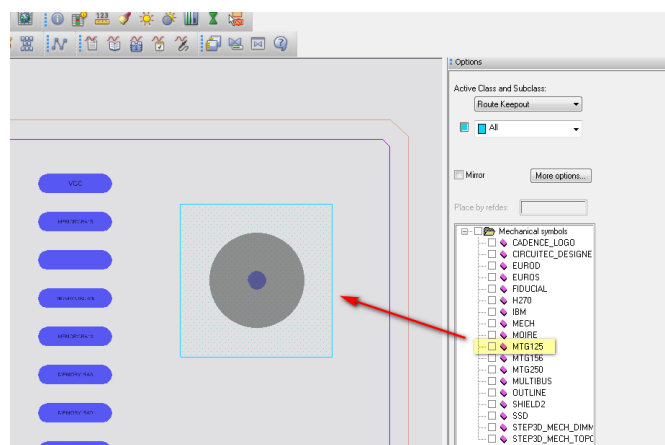 123
Options
Active Class and Subclass:
Route Keepout
All
Mirror
More options...
Place by refdes:
Mechanical symbols
CADENCE_LOGO
CIRCUITEC_DESIGNE
EUROD
EUROS
FIDUCIAL
H270
IBM
MECH
MOIRE
MTG125
MTG156
MTG250
MULTIBUS
OUTLINE
SHIELD2
SSD
STEP3D_MECH_DIMM
STEP3D_MECH_TOPC
VCC